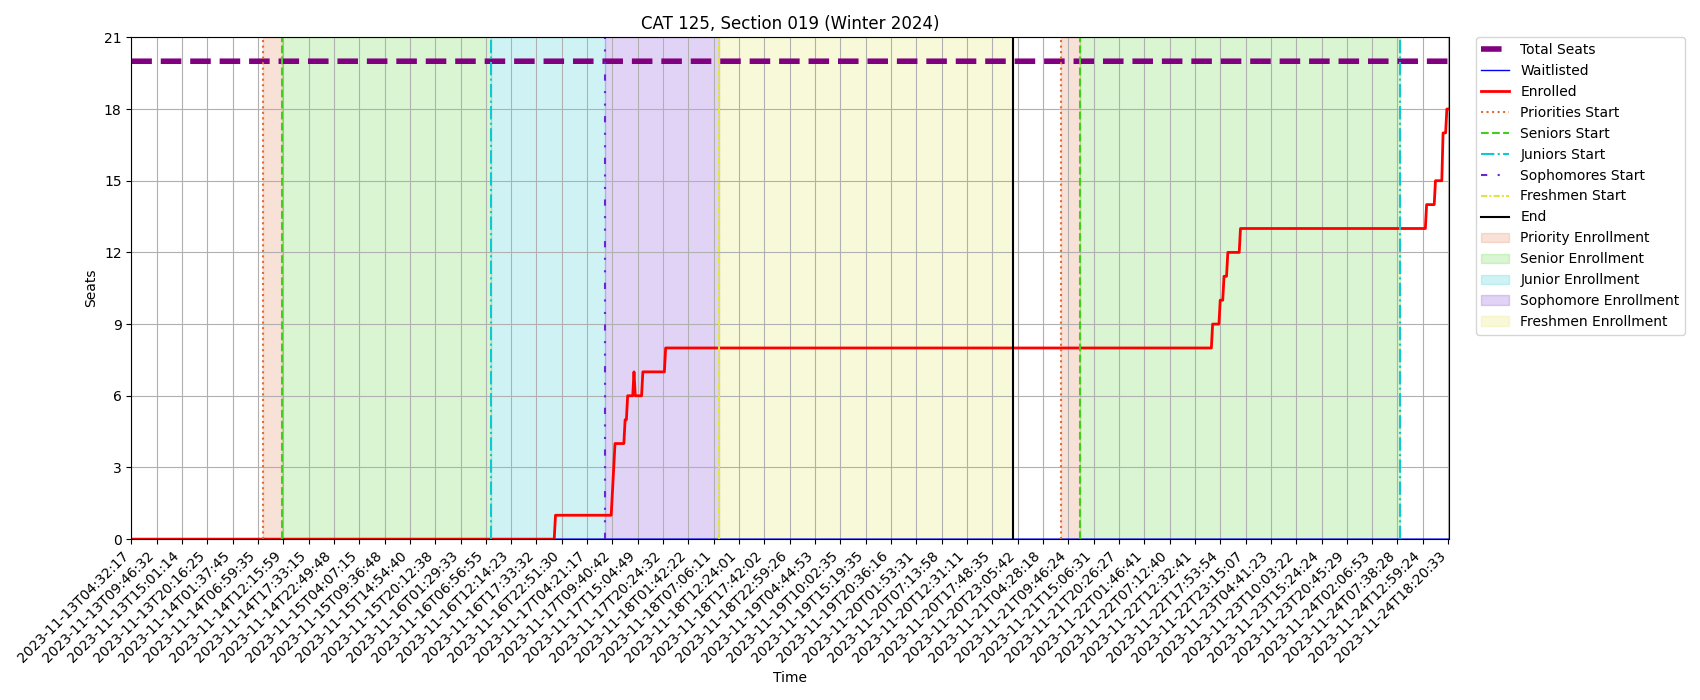 CAT 125, Section 019 (Winter 2024)
21
18
15
12
9
6
3
0
Seats
2023-11-13T04:32:17
2023-11-13T09:46:32
2023-11-13T15:01:14
2023-11-13T20:16:25
2023-11-14T01:37:45
2023-11-14T06:59:35
2023-11-14T12:15:59
2023-11-14T17:33:15
2023-11-14T22:49:48
2023-11-15T04:07:15
2023-11-15T09:36:48
2023-11-15T14:54:40
2023-11-15T20:12:38
2023-11-16T01:29:33
2023-11-16T06:56:55
2023-11-16T12:14:23
2023-11-16T17:33:32
2023-11-16T22:51:30
2023-11-17T04:21:17
2023-11-17T09:40:42
2023-11-17T15:04:49
2023-11-17T20:24:32
2023-11-18T01:42:22
2023-11-18T07:06:11
2023-11-18T12:24:01
2023-11-18T17:42:02
2023-11-18T22:59:26
2023-11-19T04:44:53
2023-11-19T10:02:35
2023-11-19T15:19:35
2023-11-19T20:36:16
2023-11-20T01:53:31
2023-11-20T07:13:58
2023-11-20T12:31:11
2023-11-20T17:48:35
2023-11-20T23:05:42
2023-11-21T04:28:18
2023-11-21T09:46:24
2023-11-21T15:06:31
2023-11-21T20:26:27
2023-11-22T01:46:41
2023-11-22T07:12:40
2023-11-22T12:32:41
2023-11-22T17:53:54
2023-11-22T23:15:07
2023-11-23T04:41:23
2023-11-23T10:03:22
2023-11-23T15:24:24
2023-11-23T20:45:29
2023-11-24T02:06:53
2023-11-24T07:38:28
2023-11-24T12:59:24
2023-11-24T18:20:33
Time
Total Seats
Waitlisted
Enrolled
Priorities Start
Seniors Start
Juniors Start
Sophomores Start
Freshmen Start
End
Priority Enrollment
Senior Enrollment
Junior Enrollment
Sophomore Enrollment
Freshmen Enrollment